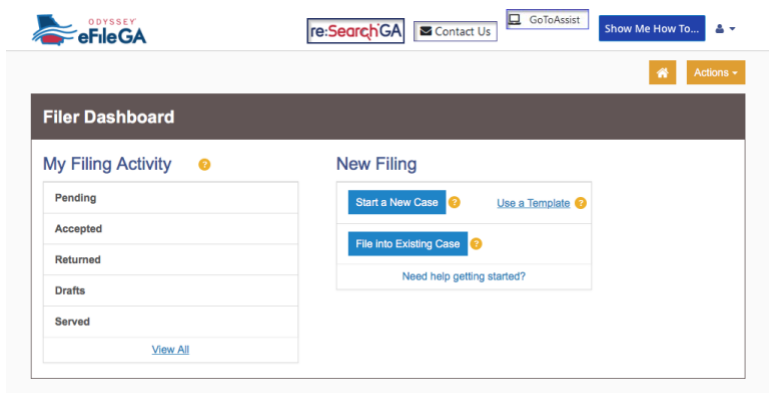 ODYSSEY
eFileGA
re:SearchGA
Contact Us
GoToAssist
Show Me How To...
Actions
Filer Dashboard
My Filing Activity ?
Pending
Accepted
Returned
Drafts
Served
View All
New Filing
Start a New Case ? Use a Template ?
File into Existing Case ?
Need help getting started?